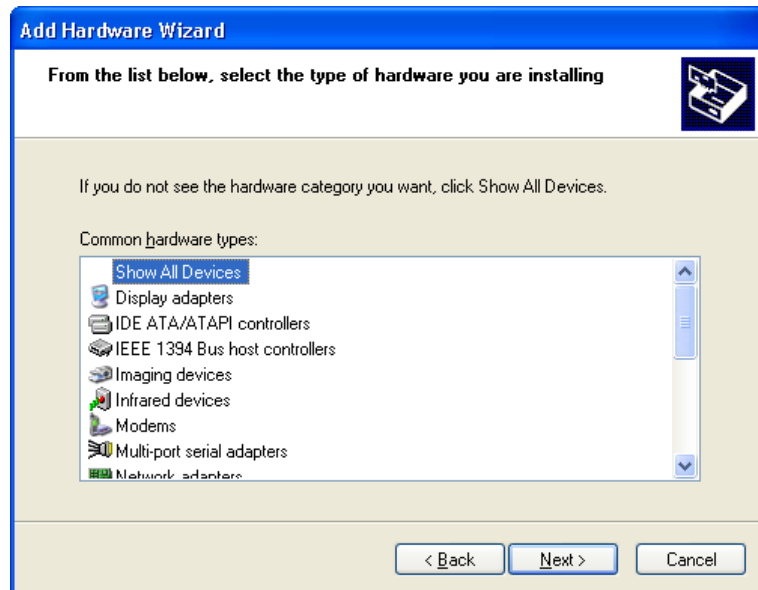 Add Hardware Wizard
From the list below, select the type of hardware you are installing
If you do not see the hardware category you want, click Show All Devices.
Common hardware types:
Show All Devices
Display adapters
IDE ATA/ATAPI controllers
IEEE 1394 Bus host controllers
Imaging devices
Infrared devices
Modems
Multi-port serial adapters
Network adapters
< Back Next > Cancel